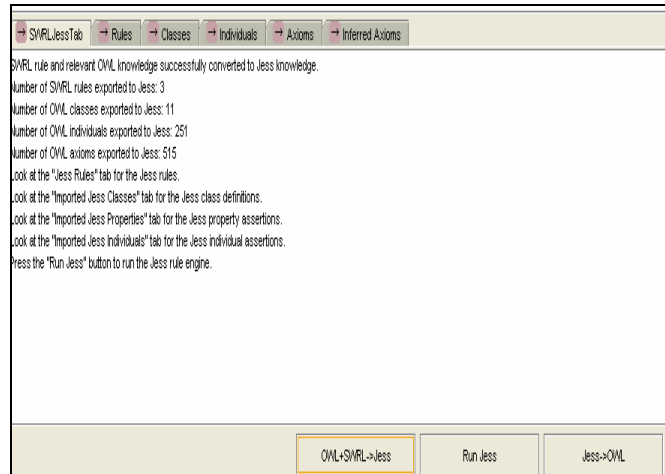 → SWRLJessTab → Rules → Classes → Individuals → Axioms → Inferred Axioms
SWRL rule and relevant OWL knowledge successfully converted to Jess knowledge.
Number of SWRL rules exported to Jess: 3
Number of OWL classes exported to Jess: 11
Number of OWL individuals exported to Jess: 251
Number of OWL axioms exported to Jess: 515
Look at the "Jess Rules" tab for the Jess rules.
Look at the "Imported Jess Classes" tab for the Jess class definitions.
Look at the "Imported Jess Properties" tab for the Jess property assertions.
Look at the "Imported Jess Individuals" tab for the Jess individual assertions.
Press the "Run Jess" button to run the Jess rule engine.
OWL+SWRL->Jess Run Jess Jess->OWL